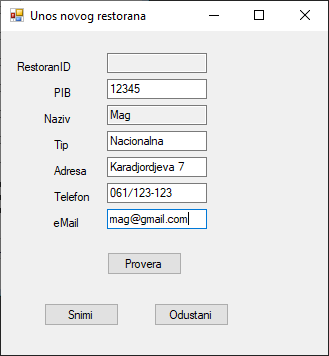 Unos novog restorana
RestoranID
PIB 12345
Naziv Mag
Tip Nacionalna
Adresa Karadjordjeva 7
Telefon 061/123-123
eMail mag@gmail.com
Provera
Snimi Odustani